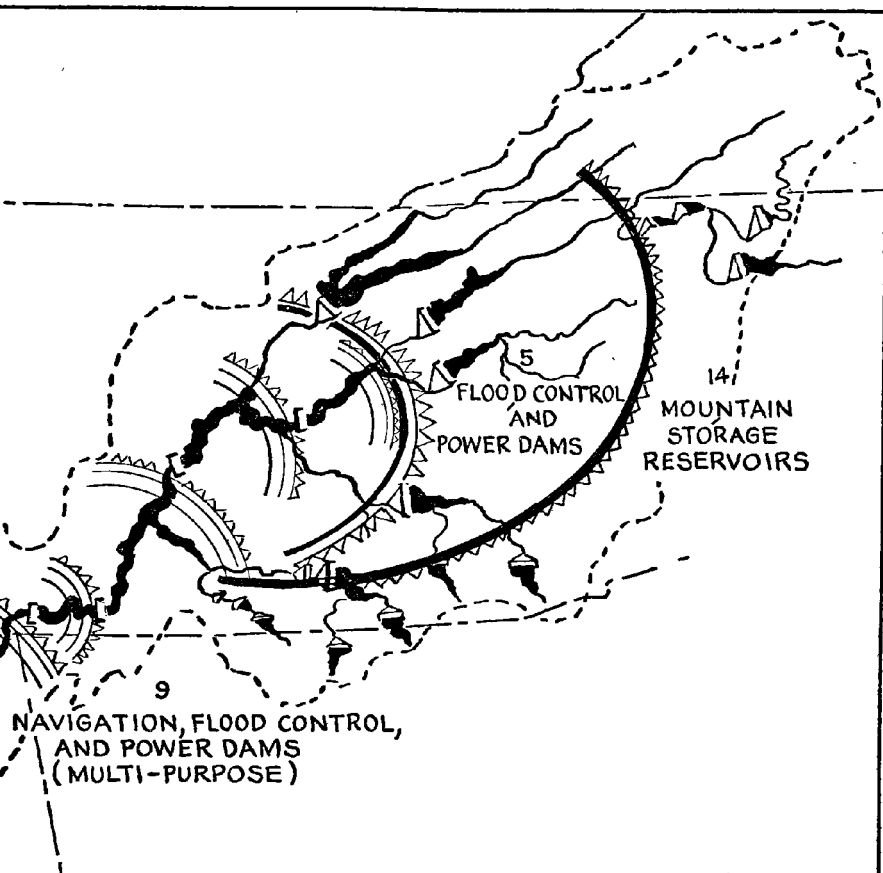 5
FLOOD CONTROL
AND
POWER DAMS
14
MOUNTAIN
STORAGE
RESERVOIRS
9
NAVIGATION, FLOOD CONTROL,
AND POWER DAMS
(MULTI-PURPOSE)